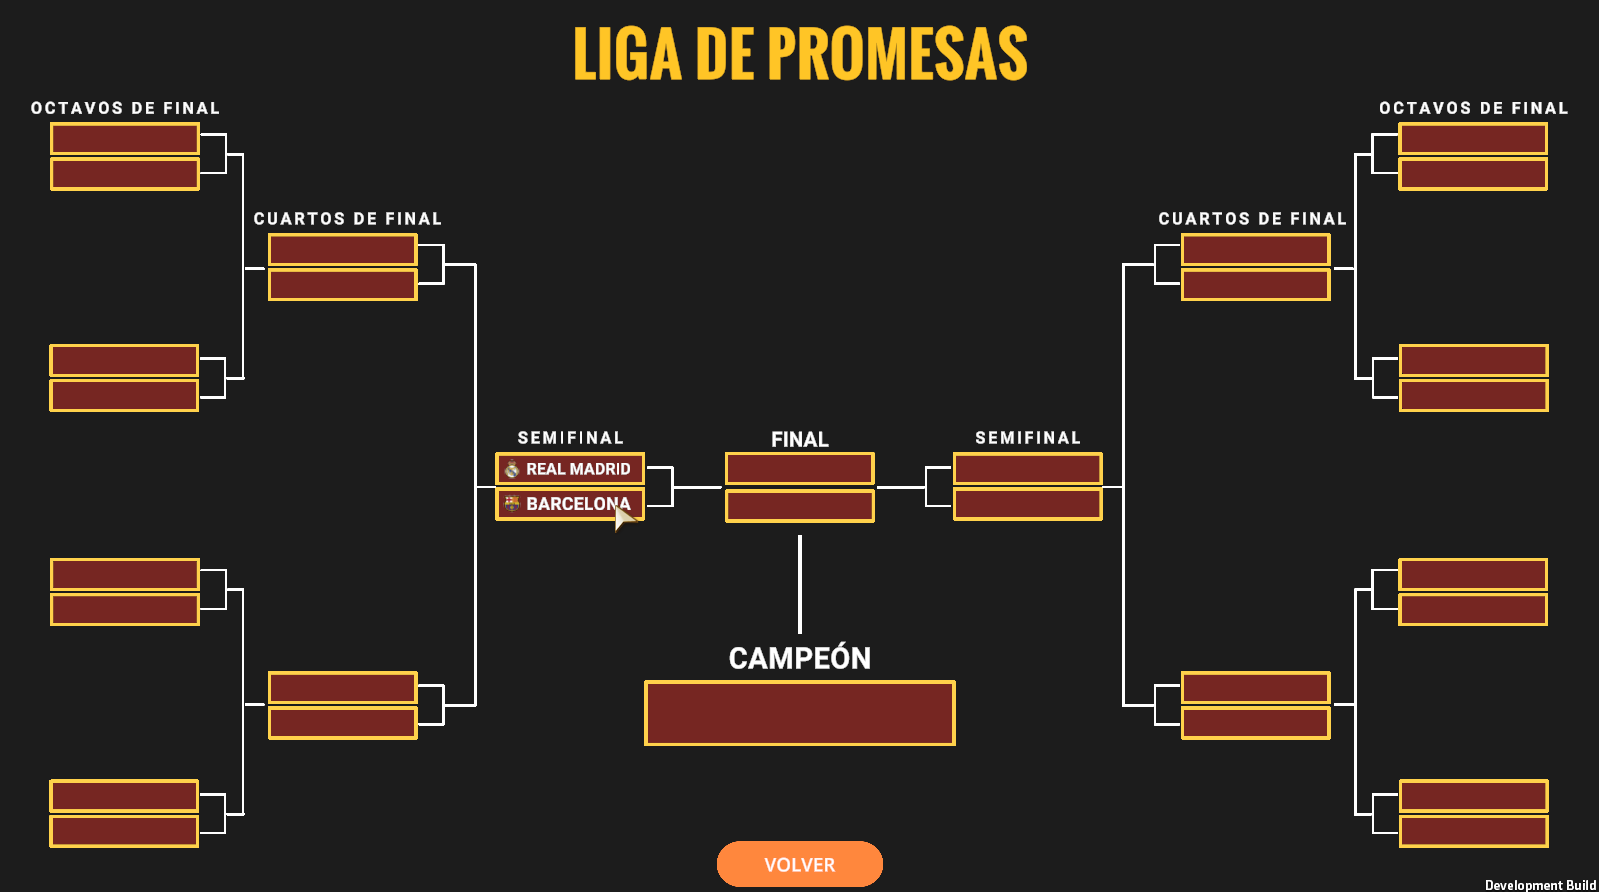 LIGA DE PROMESAS
OCTAVOS DE FINAL
OCTAVOS DE FINAL
CUARTOS DE FINAL
CUARTOS DE FINAL
SEMIFINAL
FINAL
SEMIFINAL
REAL MADRID
BARCELONA
CAMPEÓN
VOLVER
Development Build